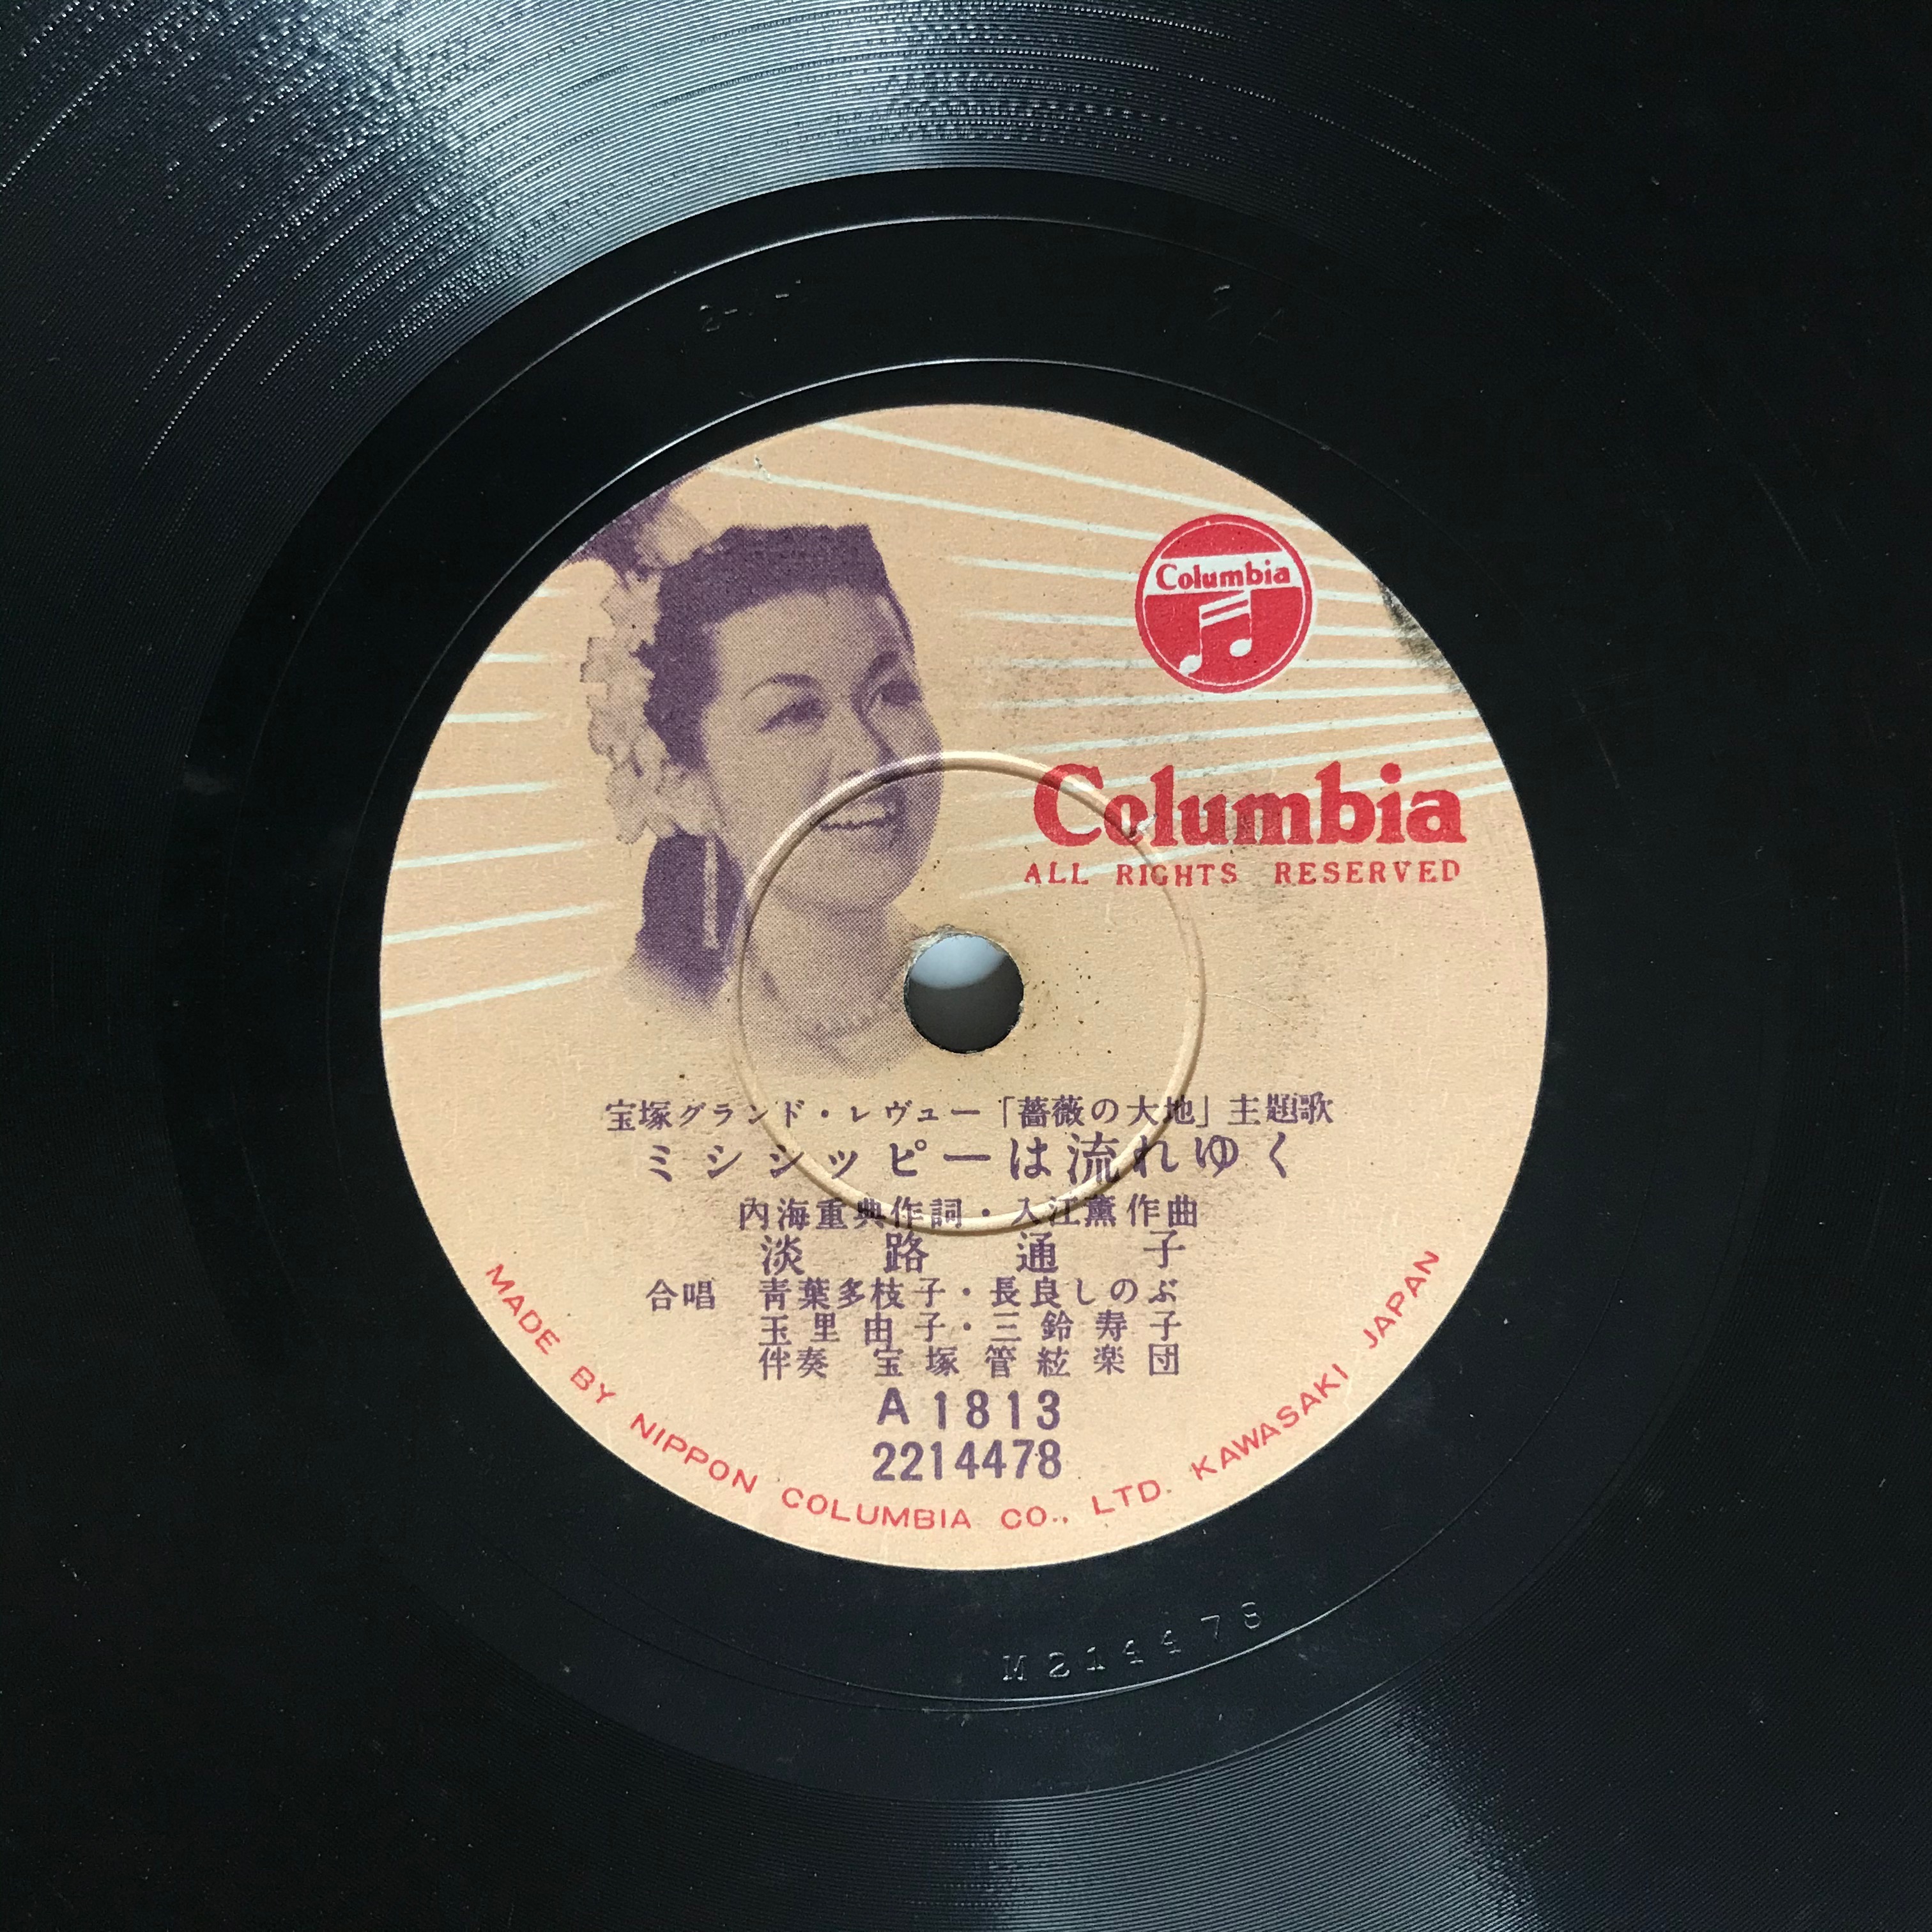 Columbia
Columbia
ALL RIGHTS RESERVED
宝塚グランド・レヴュー「薔薇の大地」主題歌
ミシシッピーは流れゆく
内海重典作詞・入江薫作曲
淡路通子
合唱 青葉多枝子・長良しのぶ
玉里由子・三鈴寿子
伴奏 宝塚管絃楽団
A1813
2214478
MADE BY NIPPON COLUMBIA CO., LTD. KAWASAKI JAPAN
M214478